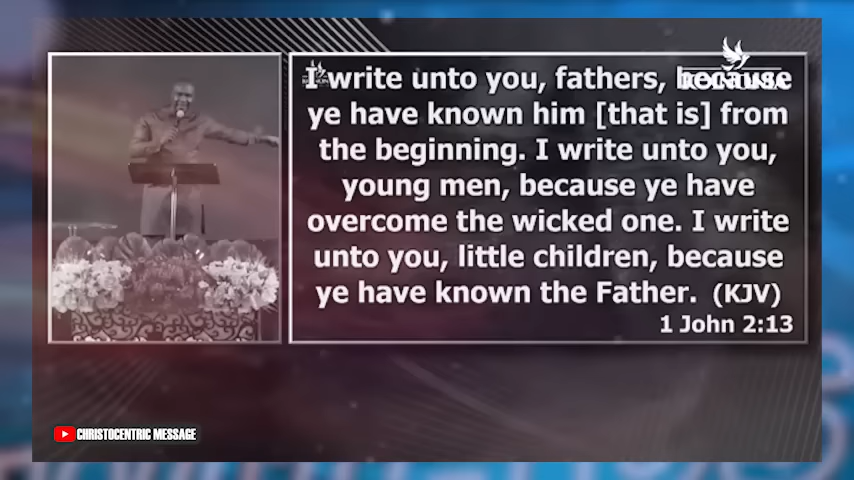 I write unto you, fathers, because
ye have known him [that is] from
the beginning. I write unto you,
young men, because ye have
overcome the wicked one. I write
unto you, little children, because
ye have known the Father. (KJV)
1 John 2:13
CHRISTOCENTRIC MESSAGE